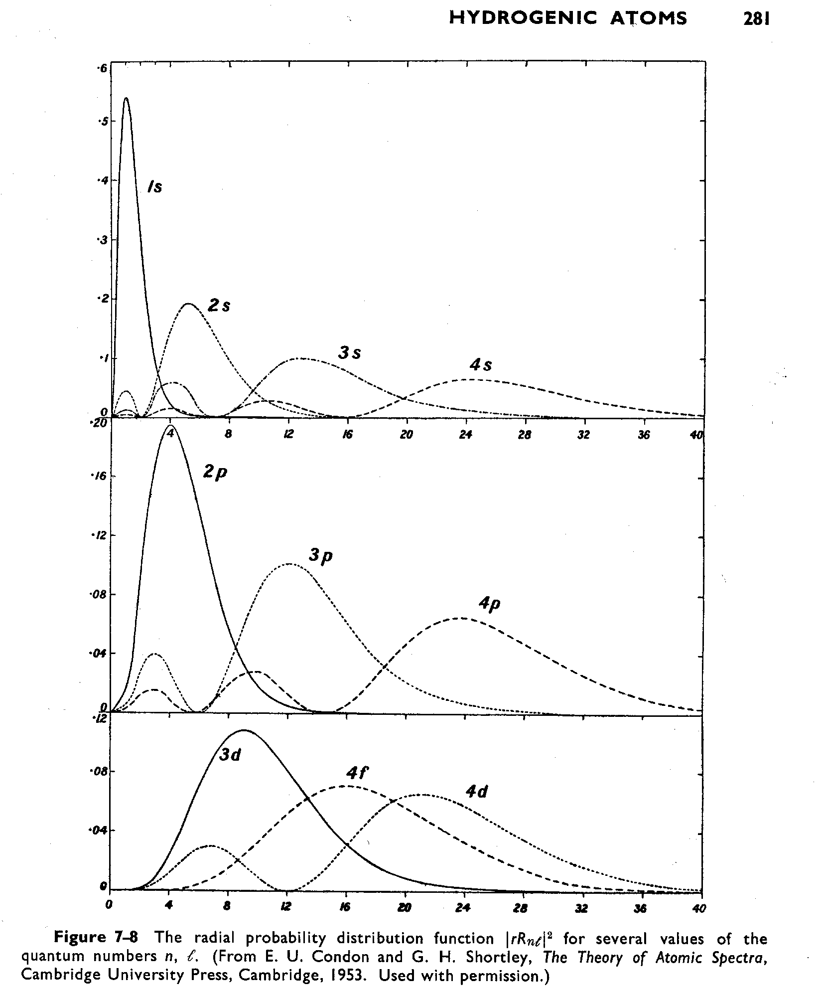 HYDROGENIC ATOMS 281
·6
·5
·4
·3
·2
·1
0
1s
2s
3s
4s
4 8 12 16 20 24 28 32 36 40
·20
·16
·12
·08
·04
0
2p
3p
4p
·12
·08
·04
0
3d
4f
4d
0 4 8 12 16 20 24 28 32 36 40
Figure 7–8 The radial probability distribution function |rRnℓ|² for several values of the
quantum numbers n, ℓ. (From E. U. Condon and G. H. Shortley, The Theory of Atomic Spectra,
Cambridge University Press, Cambridge, 1953. Used with permission.)